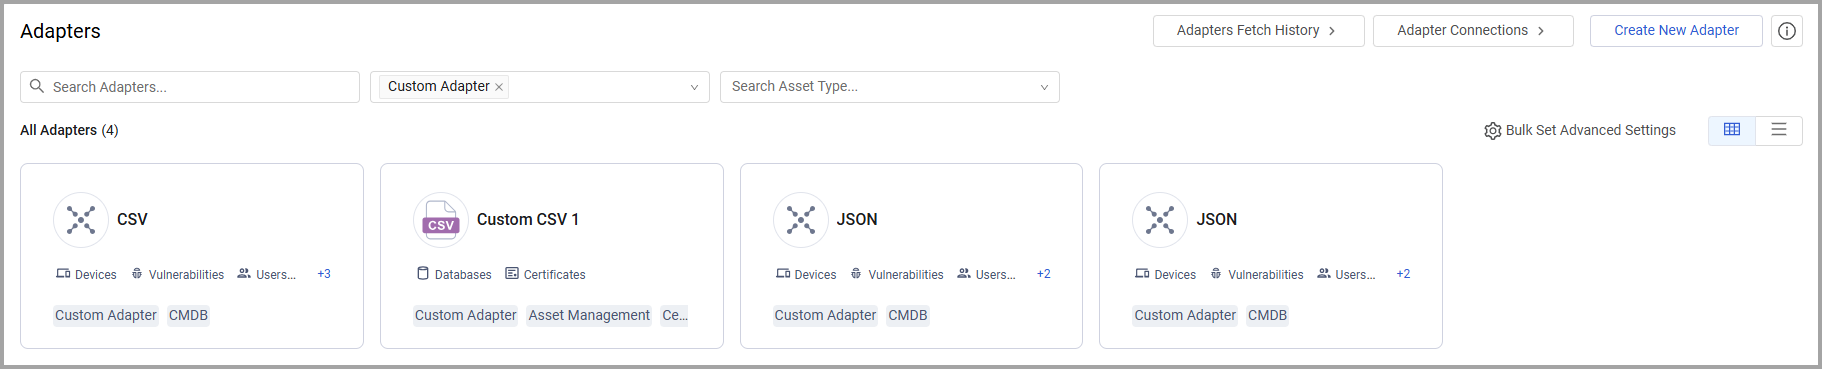 Adapters
Adapters Fetch History
Adapter Connections
Create New Adapter
Search Adapters...
Custom Adapter
Search Asset Type...
All Adapters (4)
Bulk Set Advanced Settings
CSV
Devices Vulnerabilities Users... +3
Custom Adapter CMDB
CSV
Custom CSV 1
Databases Certificates
Custom Adapter Asset Management Ce...
JSON
Devices Vulnerabilities Users... +2
Custom Adapter CMDB
JSON
Devices Vulnerabilities Users... +2
Custom Adapter CMDB